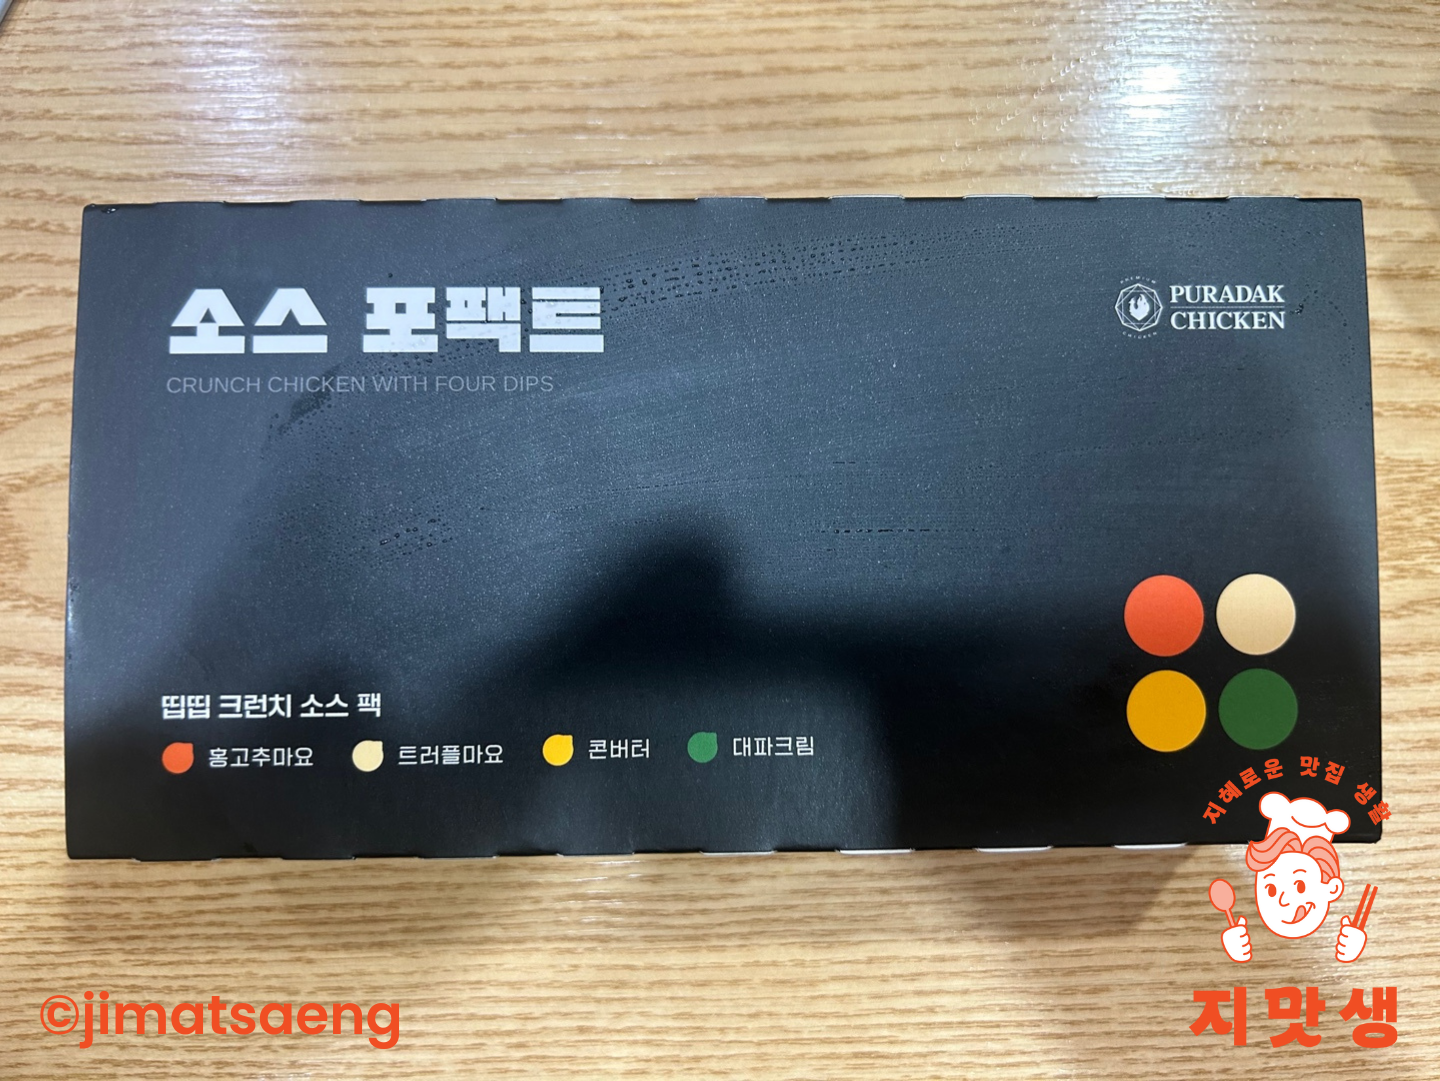 소스 포팩트
CRUNCH CHICKEN WITH FOUR DIPS
PREMIUM
PURADAK
CHICKEN
CHICKEN
띱띱 크런치 소스 팩
홍고추마요 트러플마요 콘버터 대파크림
지혜로운 맛집 생활
©jimatsaeng
지맛생